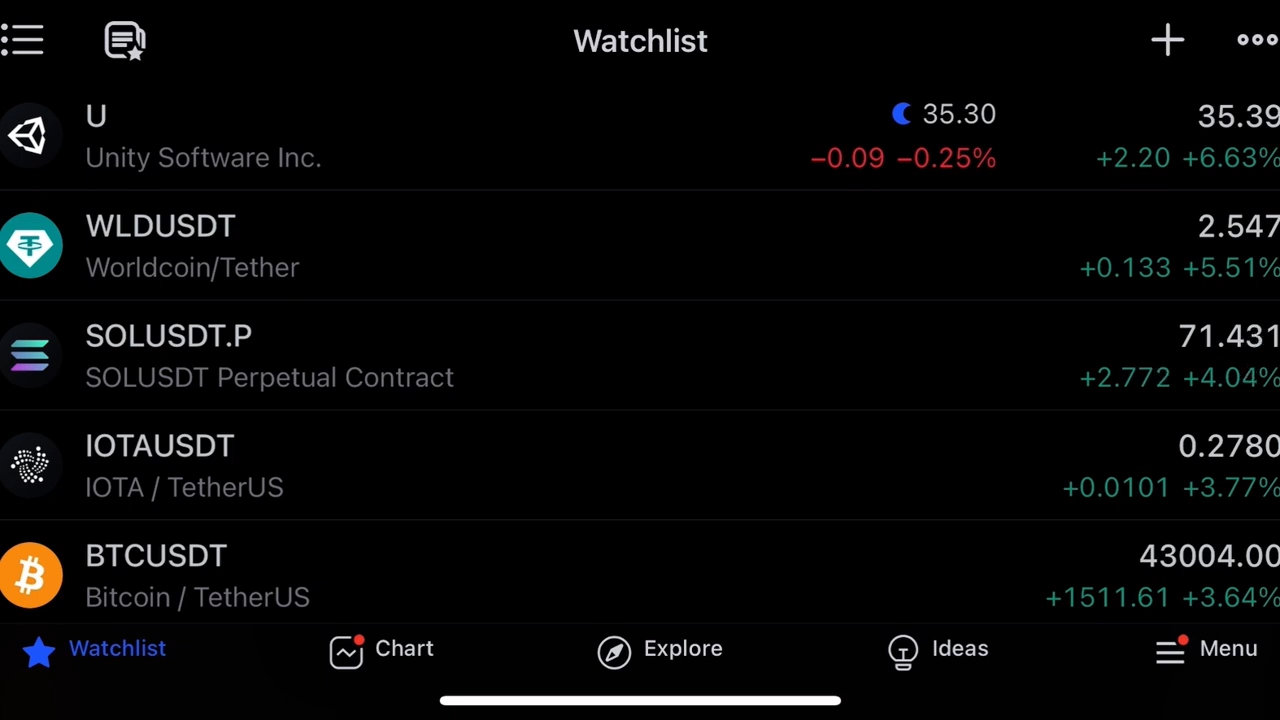 Watchlist
U 35.30 35.39
Unity Software Inc. −0.09 −0.25% +2.20 +6.63%
WLDUSDT 2.547
Worldcoin/Tether +0.133 +5.51%
SOLUSDT.P 71.431
SOLUSDT Perpetual Contract +2.772 +4.04%
IOTAUSDT 0.2780
IOTA / TetherUS +0.0101 +3.77%
BTCUSDT 43004.00
Bitcoin / TetherUS +1511.61 +3.64%
Watchlist Chart Explore Ideas Menu